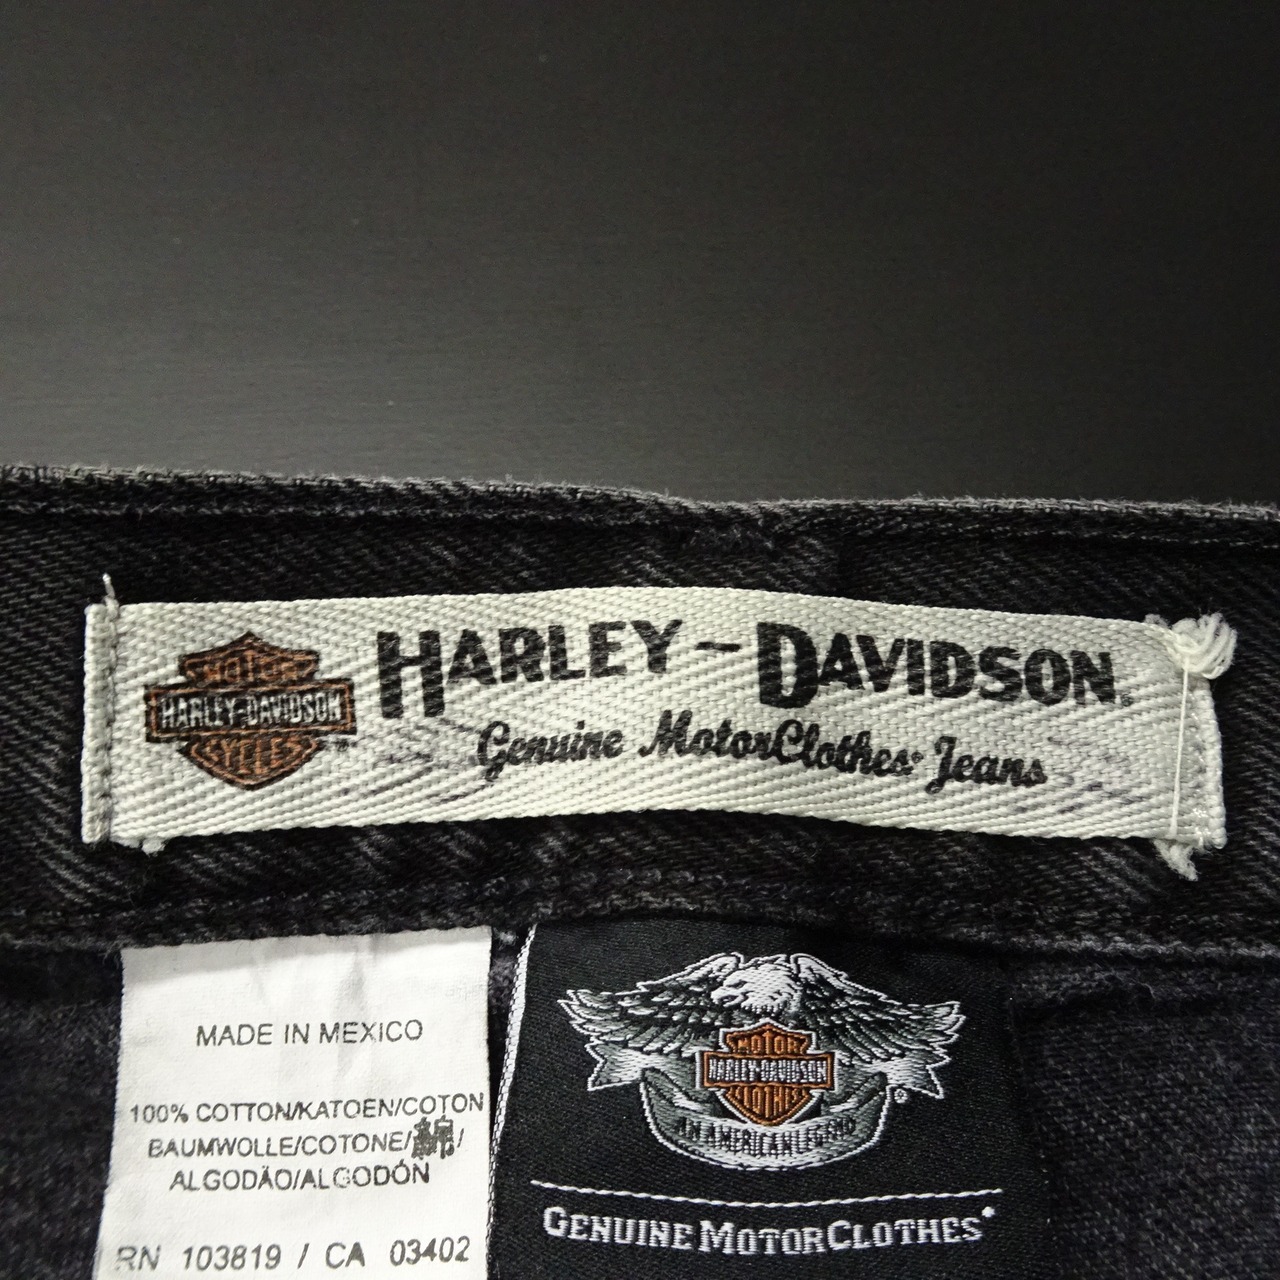 MOTOR
HARLEY-DAVIDSON
CYCLES
HARLEY-DAVIDSON
Genuine MotorClothes® Jeans
MADE IN MEXICO
100% COTTON/KATOEN/COTON
BAUMWOLLE/COTONE/綿/
ALGODÃO/ALGODÓN
RN 103819 / CA 03402
MOTOR
HARLEY-DAVIDSON
CLOTHES
®
AN AMERICAN LEGEND
GENUINE MOTORCLOTHES®